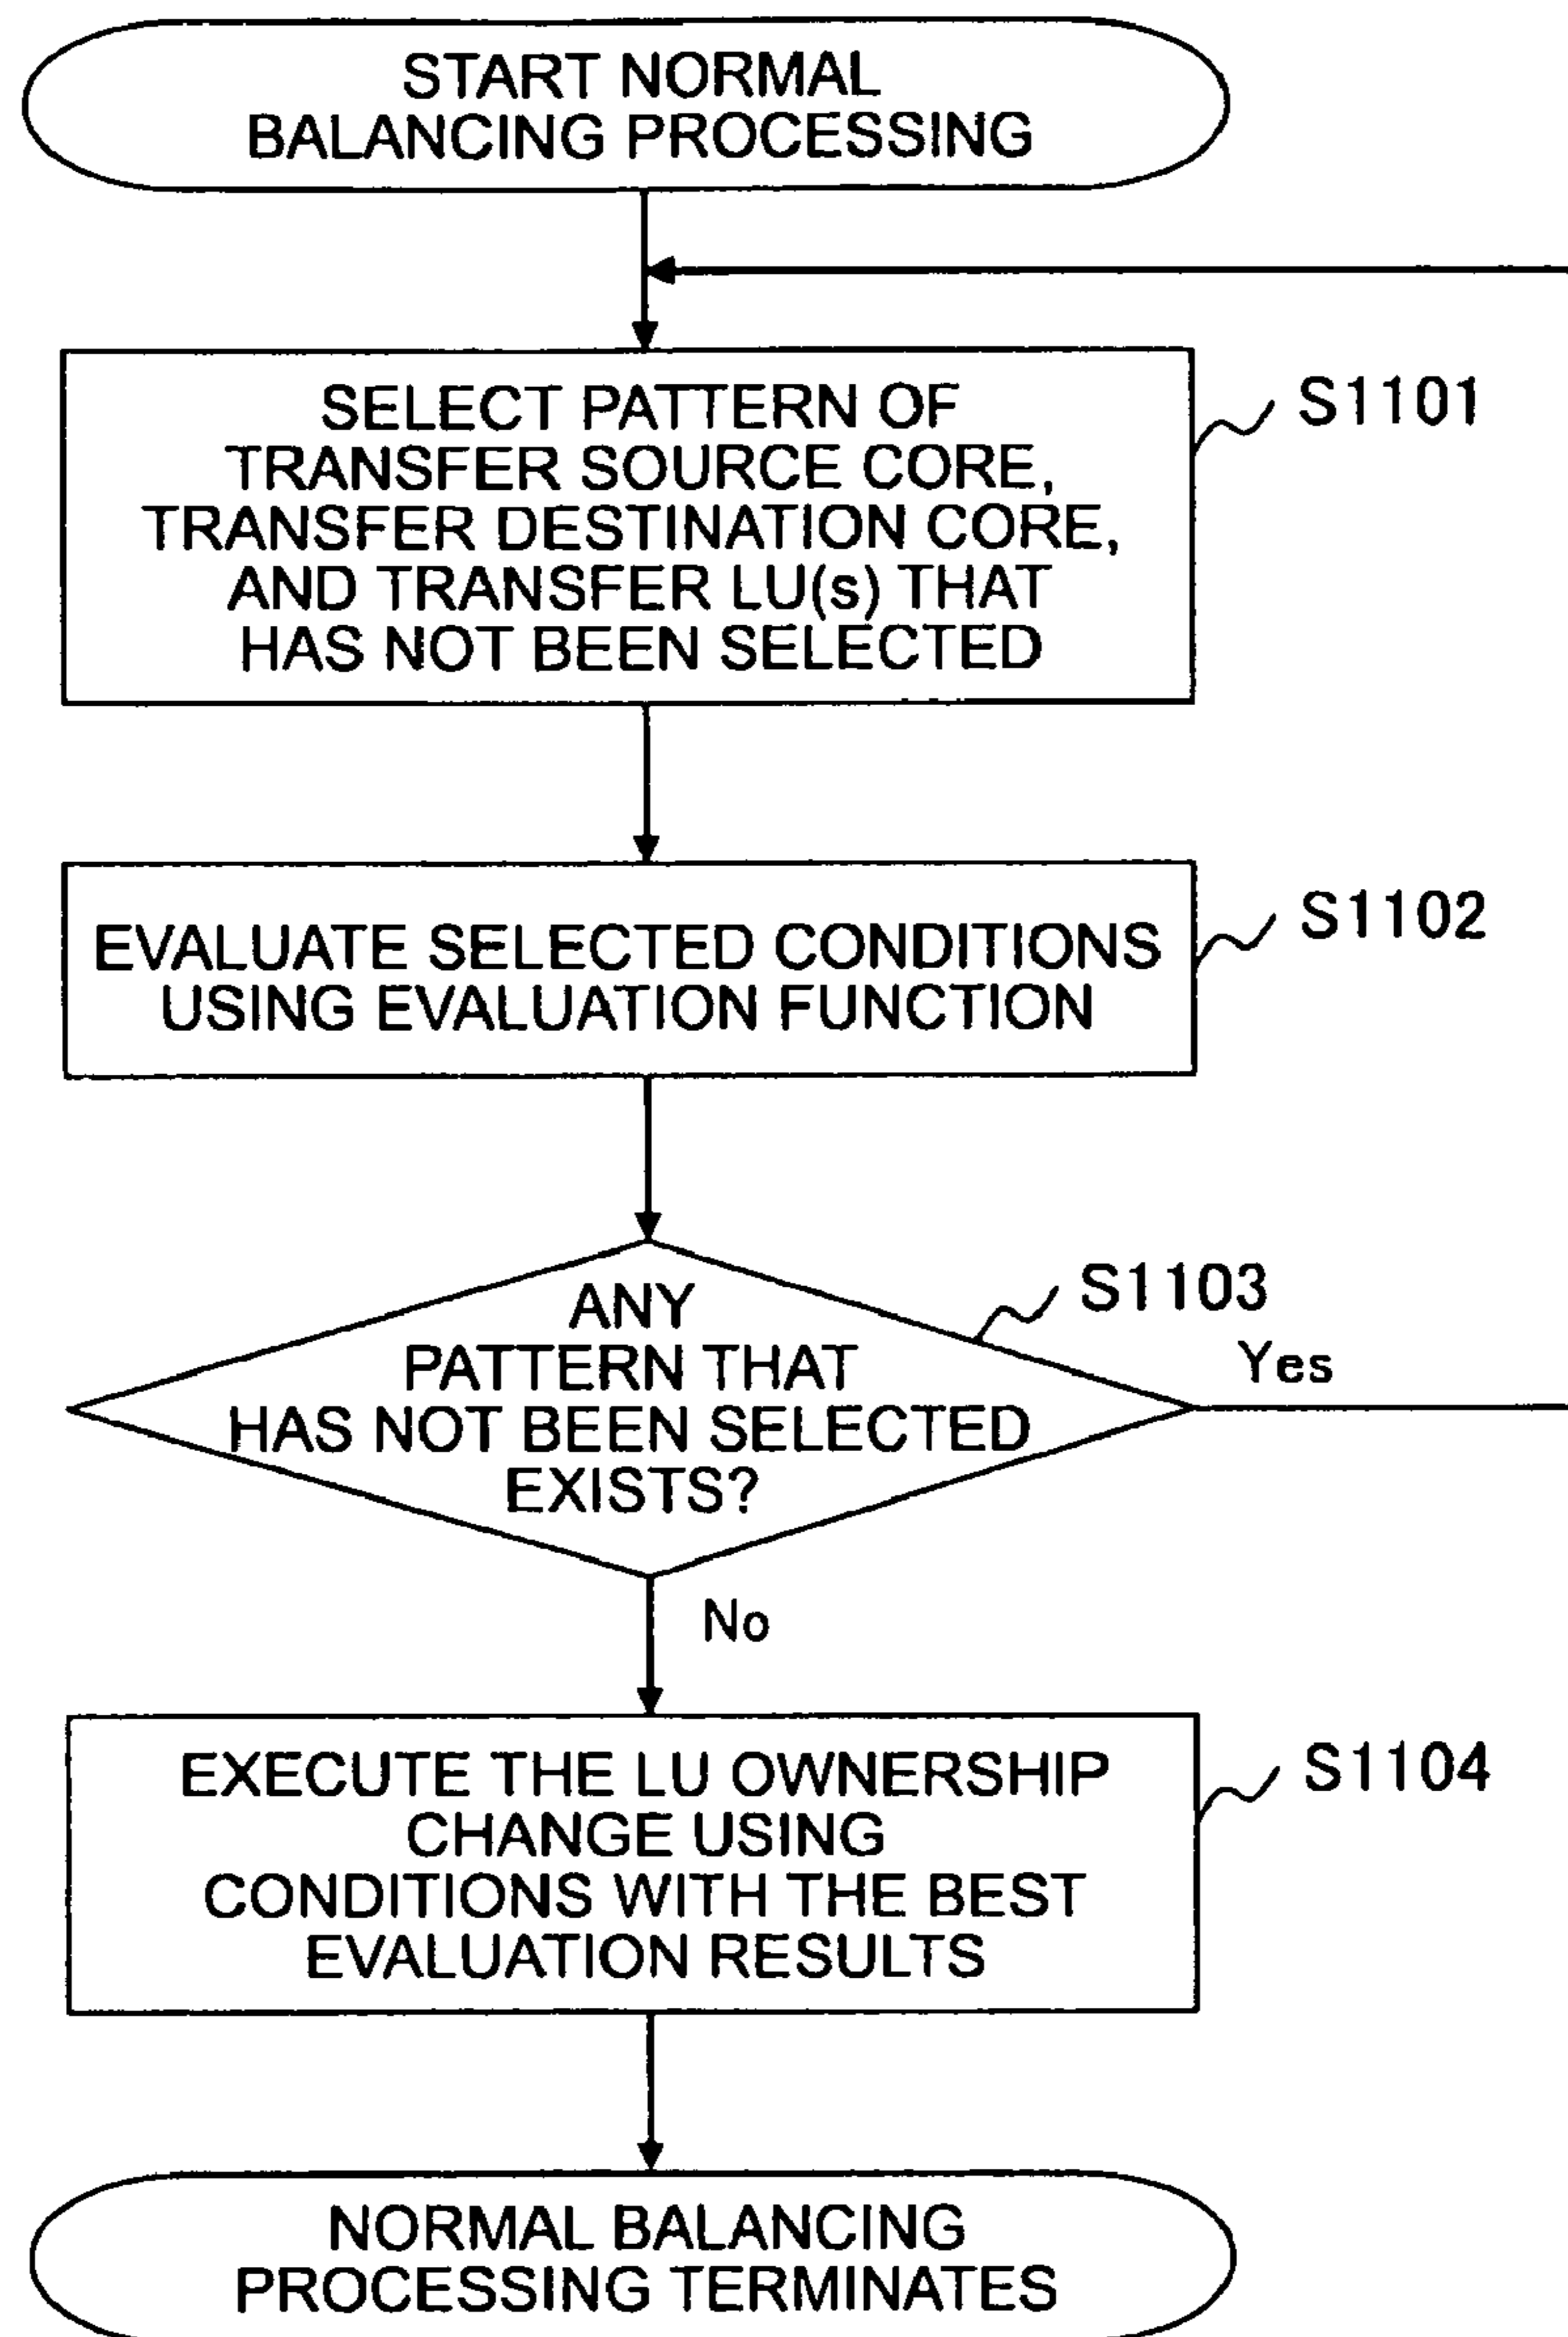 START NORMAL
BALANCING PROCESSING
SELECT PATTERN OF
TRANSFER SOURCE CORE,
TRANSFER DESTINATION CORE,
AND TRANSFER LU(s) THAT
HAS NOT BEEN SELECTED
S1101
EVALUATE SELECTED CONDITIONS
USING EVALUATION FUNCTION
S1102
ANY
PATTERN THAT
HAS NOT BEEN SELECTED
EXISTS?
S1103
Yes
No
EXECUTE THE LU OWNERSHIP
CHANGE USING
CONDITIONS WITH THE BEST
EVALUATION RESULTS
S1104
NORMAL BALANCING
PROCESSING TERMINATES